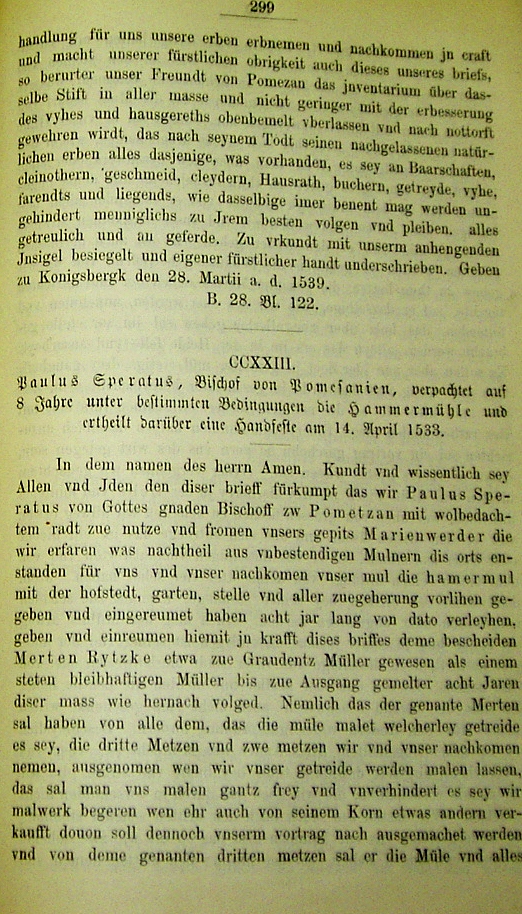 299
handlung für uns unsere erben erbnemen und nachkommen jn craft
und macht unserer fürstlichen obrigkeit auch dieses unseres briefs,
so berurter unser Freundt von Pomezan das jnventarium über das-
selbe Stift in aller masse und nicht geringer mit der erbesserung
des vyhes und hausgereths obenbemelt vberlassen vnd nach nottorft
gewehren wirdt, das nach seynem Todt seinen nachgelassenen natür-
lichen erben alles dasjenige, was vorhanden, es sey an Baarschaften,
cleinothern, geschmeid, cleydern, Hausrath, buchern, getreyde, vyhe,
farendts und liegends, wie dasselbige imer benent mag werden un-
gehindert menniglichs zu Jrem besten volgen vnd pleiben. alles
getreulich und an geferde. Zu vrkundt mit unserm anhengenden
Jnsigel besiegelt und eigener fürstlicher handt underschrieben. Geben
zu Konigsbergk den 28. Martii a. d. 1539.
B. 28. Bl. 122.
CCXXIII.
Paulus Speratus, Bischof von Pomesanien, verpachtet auf
8 Jahre unter bestimmten Bedingungen die Hammermühle und
ertheilt darüber eine Handfeste am 14. April 1533.
In dem namen des herrn Amen. Kundt vnd wissentlich sey
Allen vnd Jden den diser brieff fürkumpt das wir Paulus Spe-
ratus von Gottes gnaden Bischoff zw Pometzan mit wolbedach-
tem radt zue nutze vnd fromen vnsers gepits Marienwerder die
wir erfaren was nachtheil aus vnbestendigen Mulnern dis orts en-
standen für vns vnd vnser nachkomen vnser mul die hamermul
mit der hofstedt, garten, stelle vnd aller zuegeherung vorlihen ge-
geben vnd eingereumet haben acht jar lang von dato verleyhen,
geben vnd einreumen hiemit jn krafft dises briffes deme bescheiden
Merten Rytzke etwa zue Graudentz Müller gewesen als einem
steten bleibhaftigen Müller bis zue Ausgang gemelter acht Jaren
diser mass wie hernach volged. Nemlich das der genante Merten
sal haben von alle dem, das die müle malet welcherley getreide
es sey, die dritte Metzen vnd zwe metzen wir vnd vnser nachkomen
nemen, ausgenomen wen wir vnser getreide werden malen lassen,
das sal man vns malen gantz frey vnd vnverhindert es sey wir
malwerk begeren wen ehr auch von seinem Korn etwas andern ver-
kaufft douon soll dennoch vnserm vortrag nach ausgemachet werden
vnd von deme genanten dritten metzen sal er die Müle vnd alles